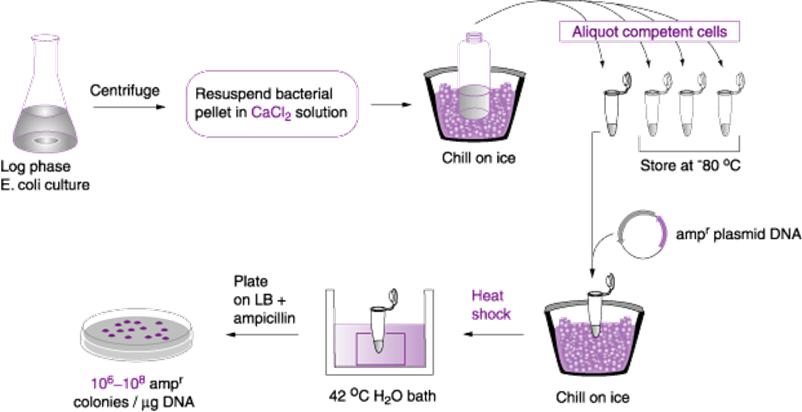 Aliquot competent cells
Centrifuge
Resuspend bacterial
pellet in CaCl₂ solution
Log phase
E. coli culture
Chill on ice
Store at ⁻80 ºC
ampʳ plasmid DNA
Plate
on LB +
ampicillin
Heat
shock
10⁶–10⁸ ampʳ
colonies / μg DNA
42 ºC H₂O bath
Chill on ice